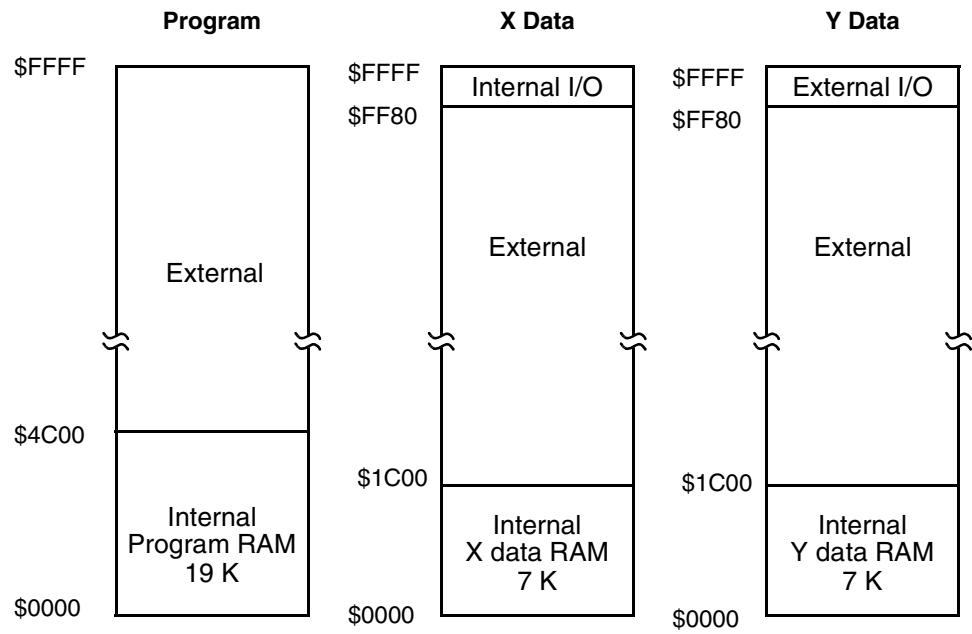 Program
$FFFF
External
$4C00
Internal
Program RAM
19 K
$0000
X Data
$FFFF
Internal I/O
$FF80
External
$1C00
Internal
X data RAM
7 K
$0000
Y Data
$FFFF
External I/O
$FF80
External
$1C00
Internal
Y data RAM
7 K
$0000